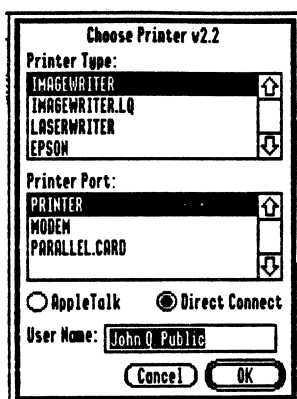 Choose Printer v2.2
Printer Type:
IMAGEWRITER
IMAGEWRITER.LQ
LASERWRITER
EPSON
Printer Port:
PRINTER
MODEM
PARALLEL.CARD
AppleTalk Direct Connect
User Name: John Q. Public
Cancel OK